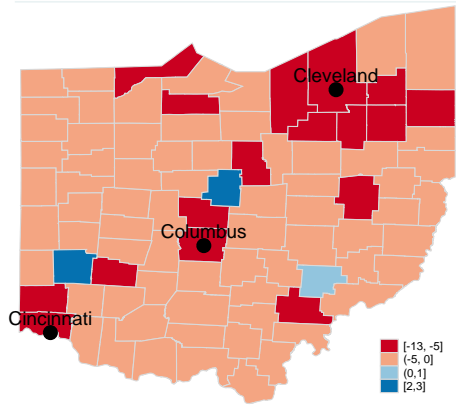 Cleveland
Columbus
Cincinnati
[-13, -5]
(-5, 0]
(0,1]
[2,3]